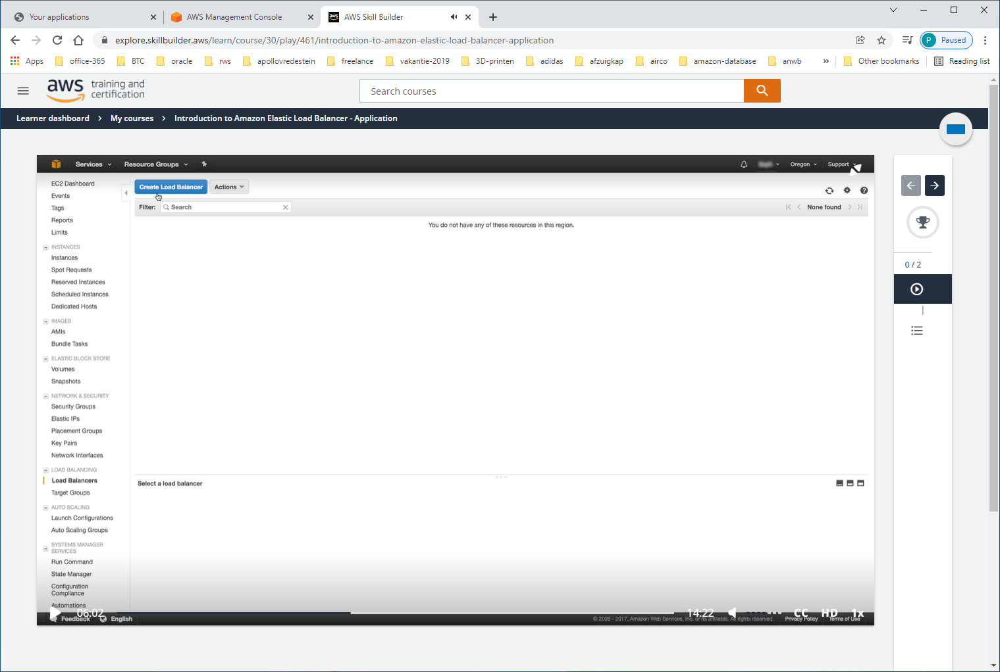 Your applications
AWS Management Console
aws AWS Skill Builder
explore.skillbuilder.aws/learn/course/30/play/461/introduction-to-amazon-elastic-load-balancer-application
P Paused
Apps office-365 BTC oracle rws apollovredestein freelance vakantie-2019 3D-printen adidas afzuigkap airco amazon-database anwb » Other bookmarks Reading list
aws training and
certification
Search courses
Learner dashboard > My courses > Introduction to Amazon Elastic Load Balancer - Application
Services Resource Groups Oregon Support
EC2 Dashboard
Events
Tags
Reports
Limits
INSTANCES
Instances
Spot Requests
Reserved Instances
Scheduled Instances
Dedicated Hosts
IMAGES
AMIs
Bundle Tasks
ELASTIC BLOCK STORE
Volumes
Snapshots
NETWORK & SECURITY
Security Groups
Elastic IPs
Placement Groups
Key Pairs
Network Interfaces
LOAD BALANCING
Load Balancers
Target Groups
AUTO SCALING
Launch Configurations
Auto Scaling Groups
SYSTEMS MANAGER
SERVICES
Run Command
State Manager
Configuration
Compliance
Automations
Create Load Balancer Actions
Filter: Search
None found
You do not have any of these resources in this region.
Select a load balancer
06:02
14:22 CC HD 1x
Feedback English
© 2008 - 2017, Amazon Web Services, Inc. or its affiliates. All rights reserved. Privacy Policy Terms of Use
0 / 2